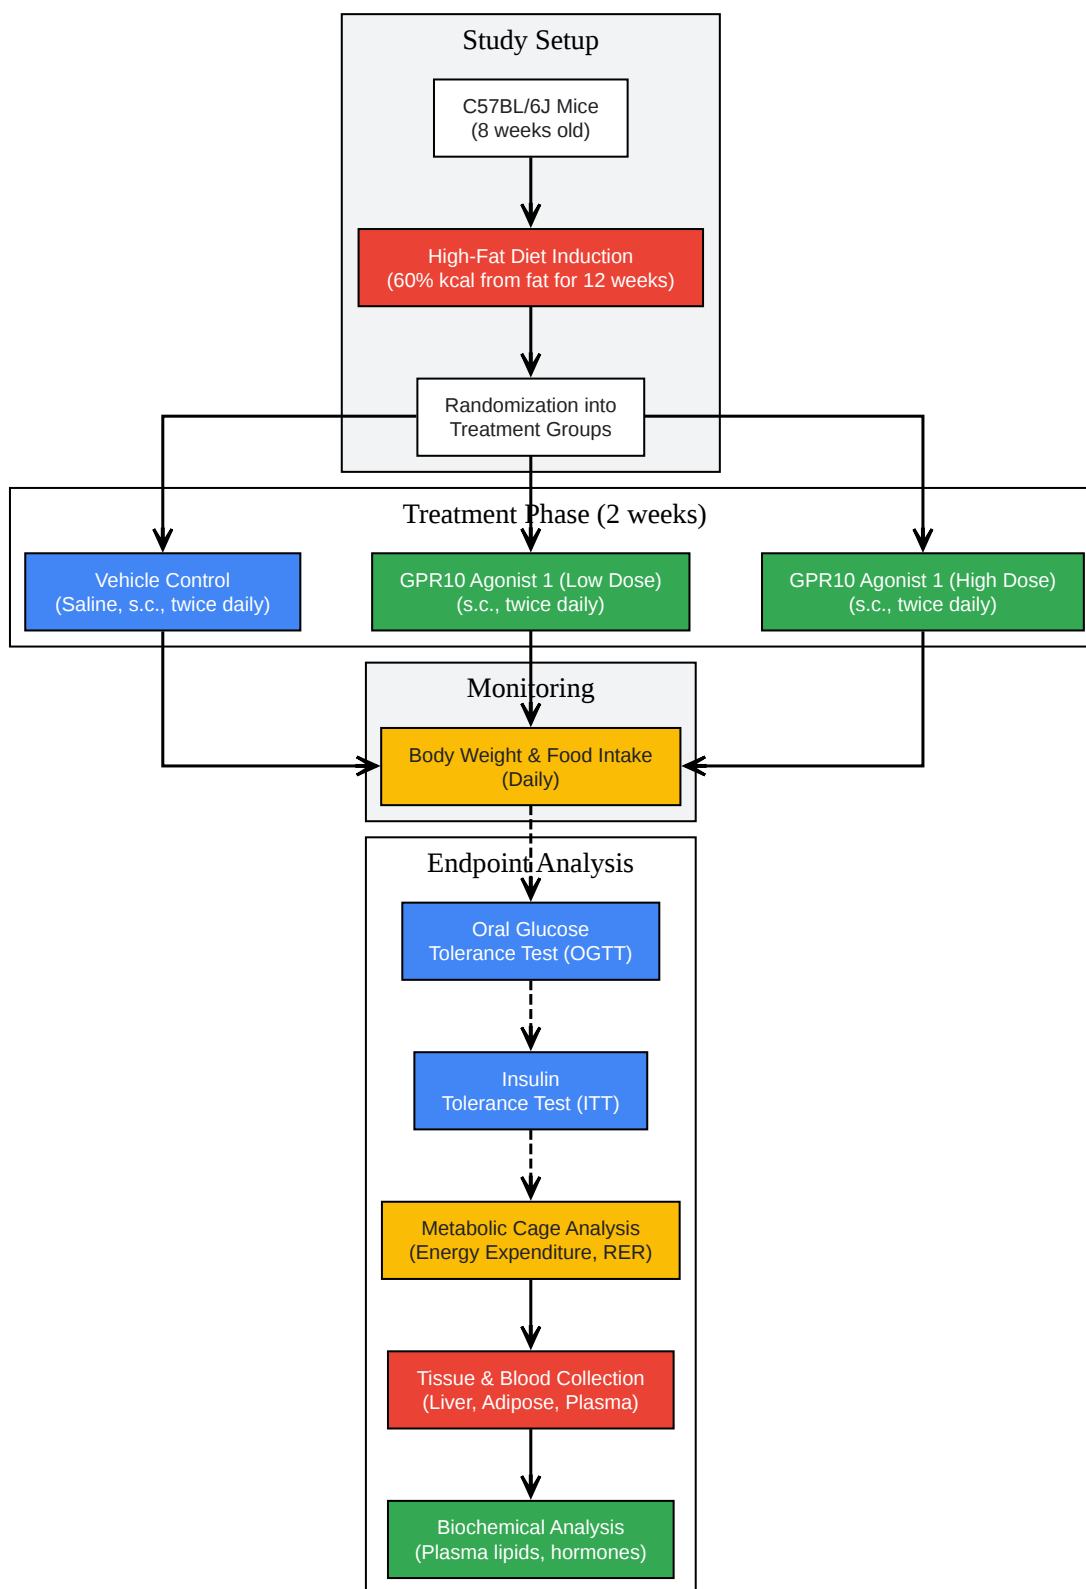 Study Setup
C57BL/6J Mice
(8 weeks old)
High-Fat Diet Induction
(60% kcal from fat for 12 weeks)
Randomization into
Treatment Groups
Treatment Phase (2 weeks)
Vehicle Control
(Saline, s.c., twice daily)
GPR10 Agonist 1 (Low Dose)
(s.c., twice daily)
GPR10 Agonist 1 (High Dose)
(s.c., twice daily)
Monitoring
Body Weight & Food Intake
(Daily)
Endpoint Analysis
Oral Glucose
Tolerance Test (OGTT)
Insulin
Tolerance Test (ITT)
Metabolic Cage Analysis
(Energy Expenditure, RER)
Tissue & Blood Collection
(Liver, Adipose, Plasma)
Biochemical Analysis
(Plasma lipids, hormones)